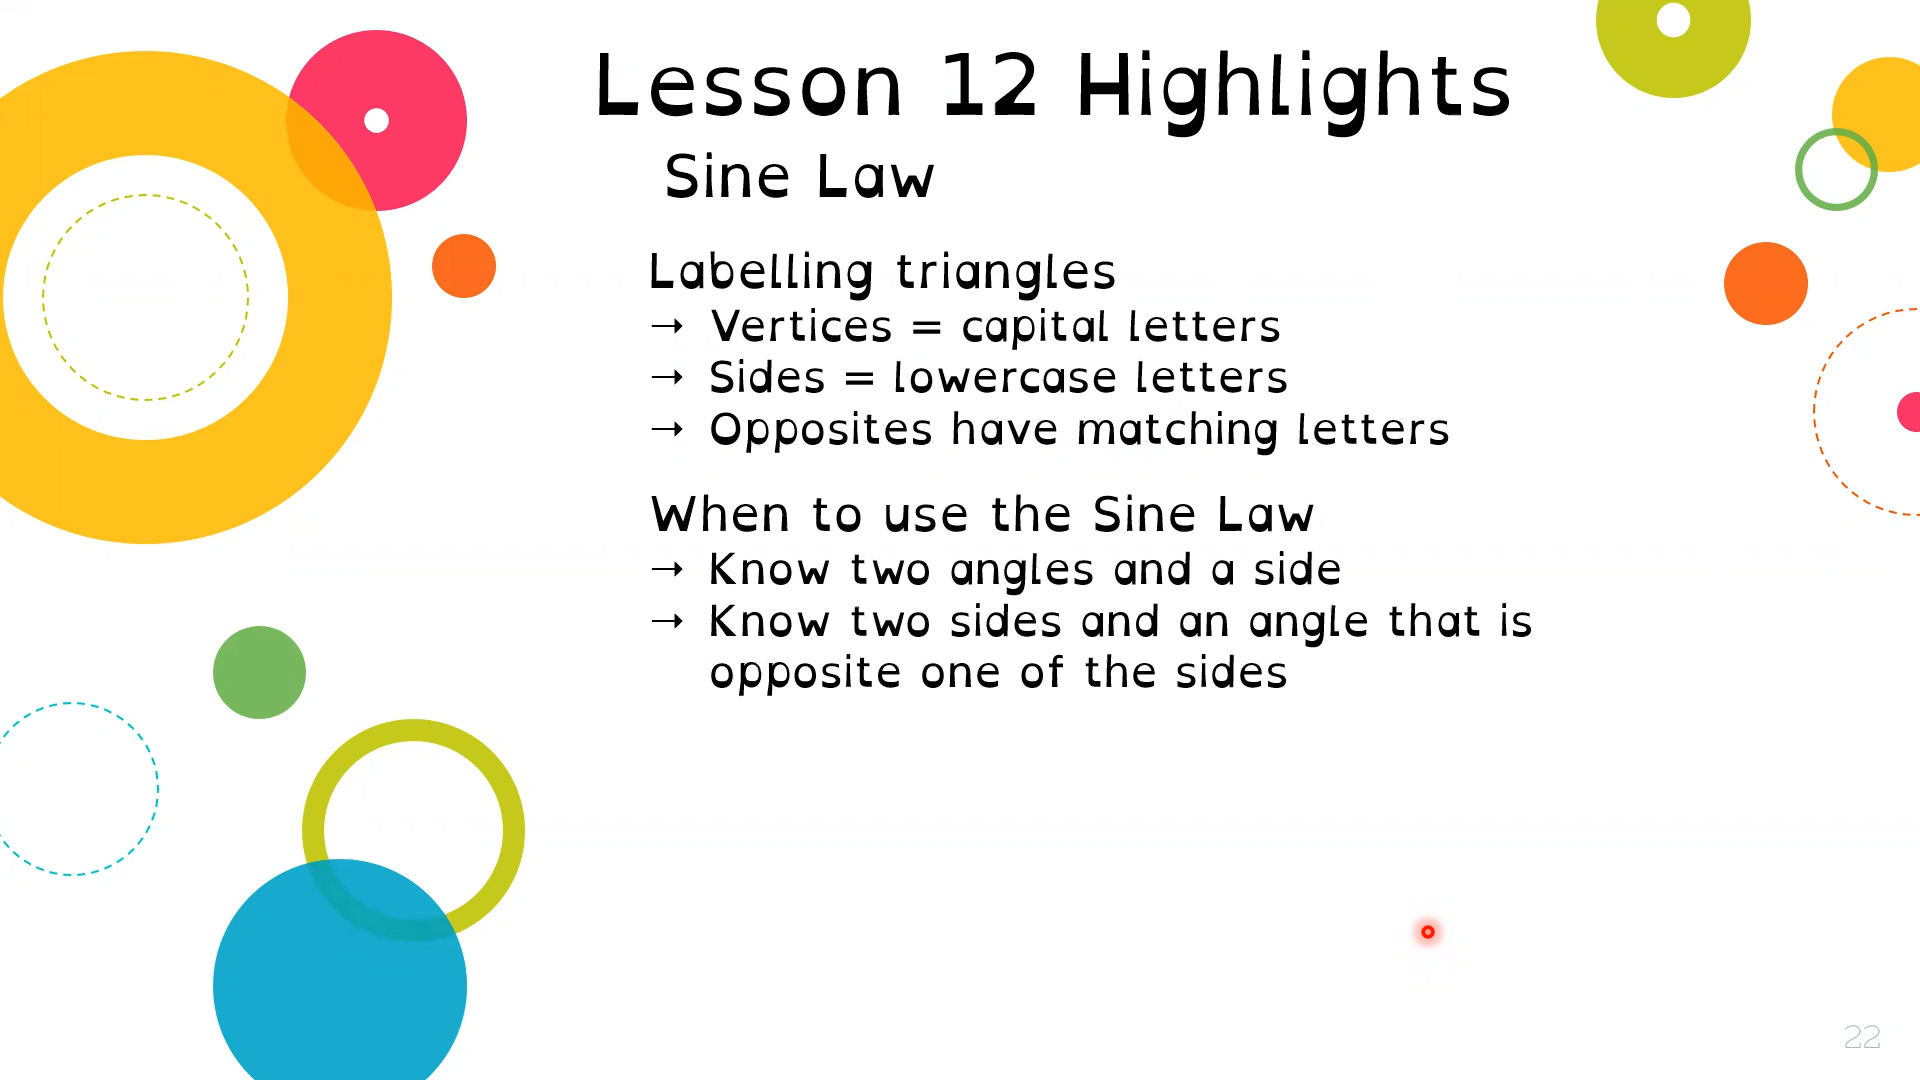 Lesson 12 Highlights
Sine Law
Labelling triangles
→ Vertices = capital letters
→ Sides = lowercase letters
→ Opposites have matching letters
When to use the Sine Law
→ Know two angles and a side
→ Know two sides and an angle that is
opposite one of the sides
22